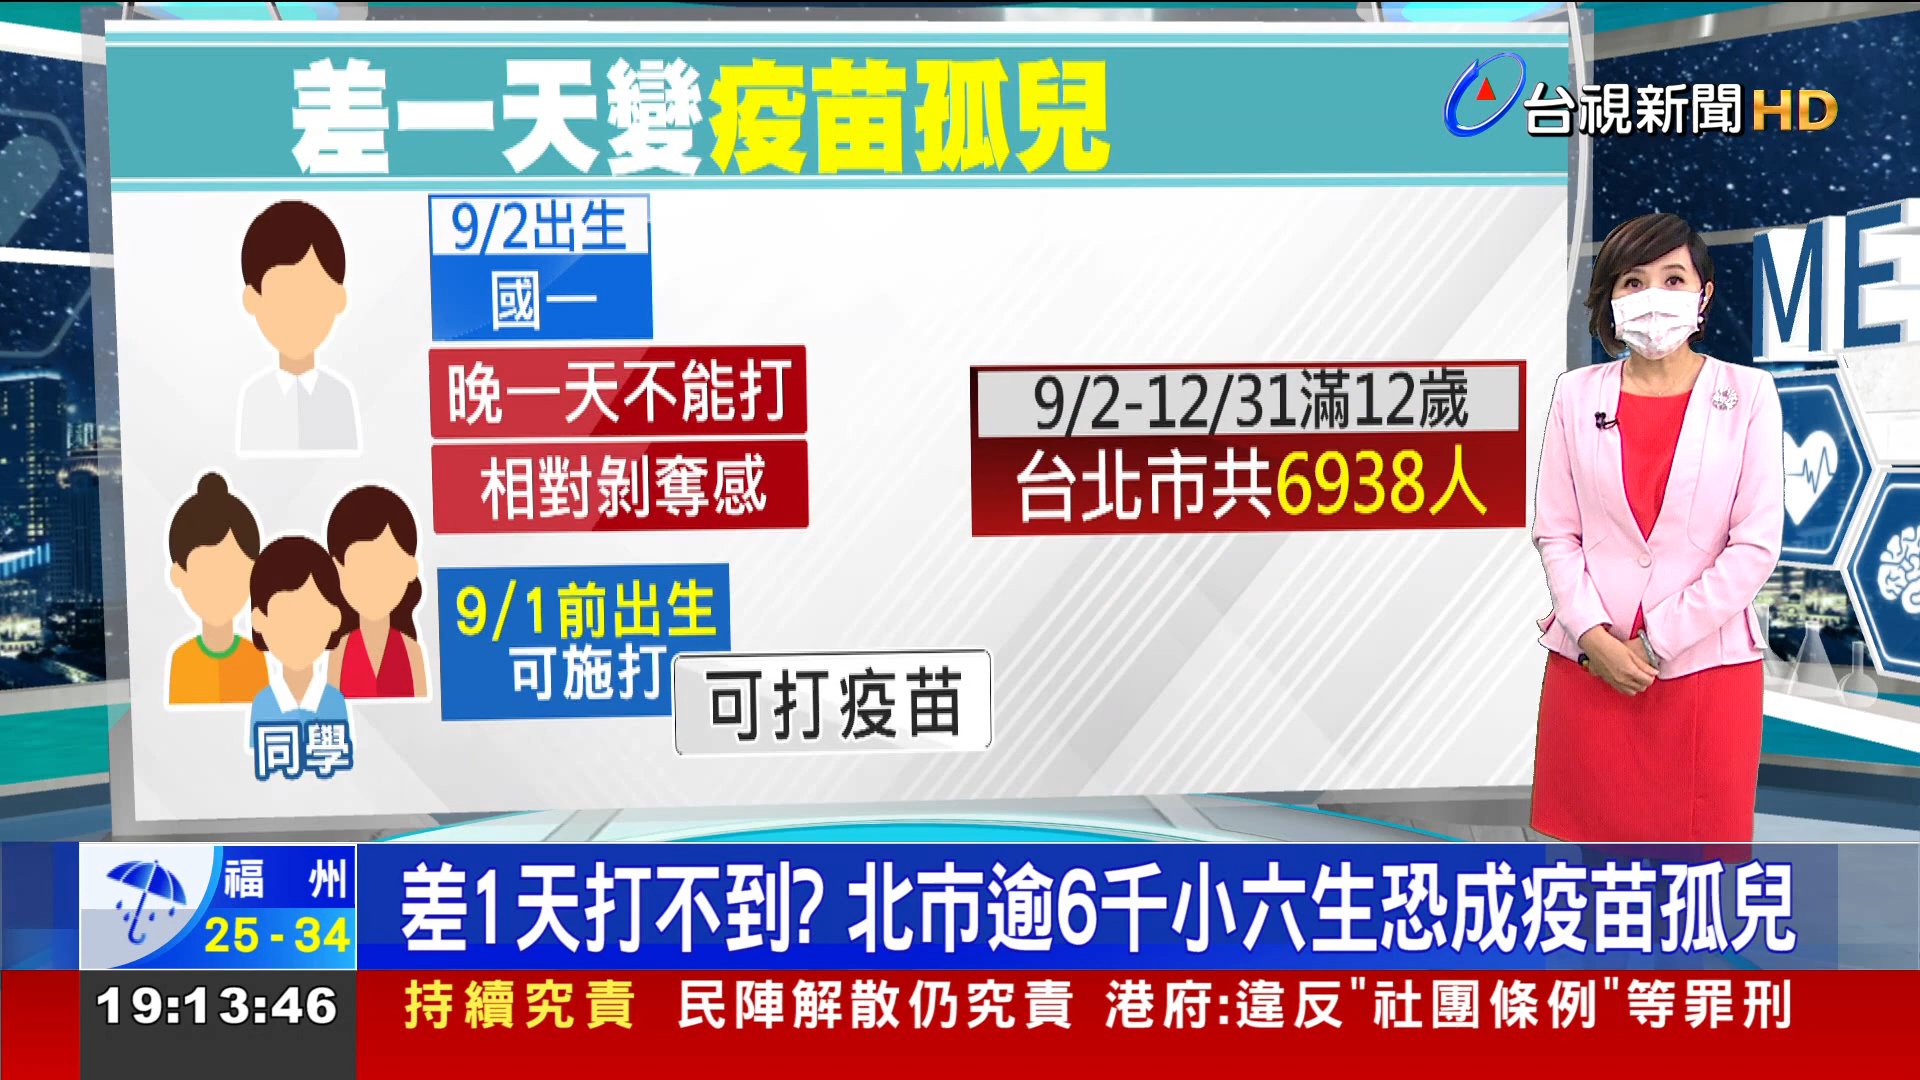 差一天變疫苗孤兒
台視新聞HD
9/2出生
國一
晚一天不能打
相對剝奪感
9/2-12/31滿12歲
台北市共6938人
9/1前出生
可施打
可打疫苗
同學
ME
福州
25-34
差1天打不到? 北市逾6千小六生恐成疫苗孤兒
19:13:46
持續究責 民陣解散仍究責 港府:違反"社團條例"等罪刑